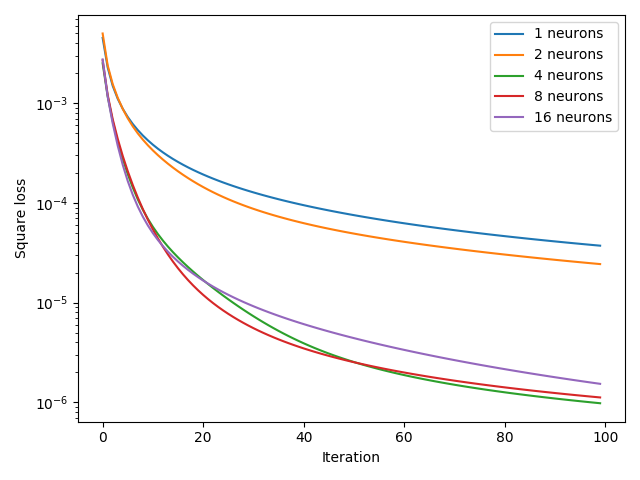 1 neurons
2 neurons
4 neurons
8 neurons
16 neurons
Square loss
10⁻³
10⁻⁴
10⁻⁵
10⁻⁶
0 20 40 60 80 100
Iteration